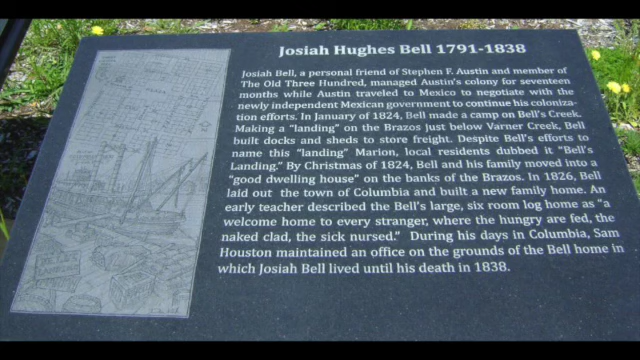 Josiah Hughes Bell 1791-1838
Josiah Bell, a personal friend of Stephen F. Austin and member of
The Old Three Hundred, managed Austin's colony for seventeen
months while Austin traveled to Mexico to negotiate with the
newly independent Mexican government to continue his coloniza-
tion efforts. In January of 1824, Bell made a camp on Bell's Creek.
Making a "landing" on the Brazos just below Varner Creek, Bell
built docks and sheds to store freight. Despite Bell's efforts to
name this "landing" Marion, local residents dubbed it "Bell's
Landing." By Christmas of 1824, Bell and his family moved into a
"good dwelling house" on the banks of the Brazos. In 1826, Bell
laid out the town of Columbia and built a new family home. An
early teacher described the Bell's large, six room log home as "a
welcome home to every stranger, where the hungry are fed, the
naked clad, the sick nursed." During his days in Columbia, Sam
Houston maintained an office on the grounds of the Bell home in
which Josiah Bell lived until his death in 1838.